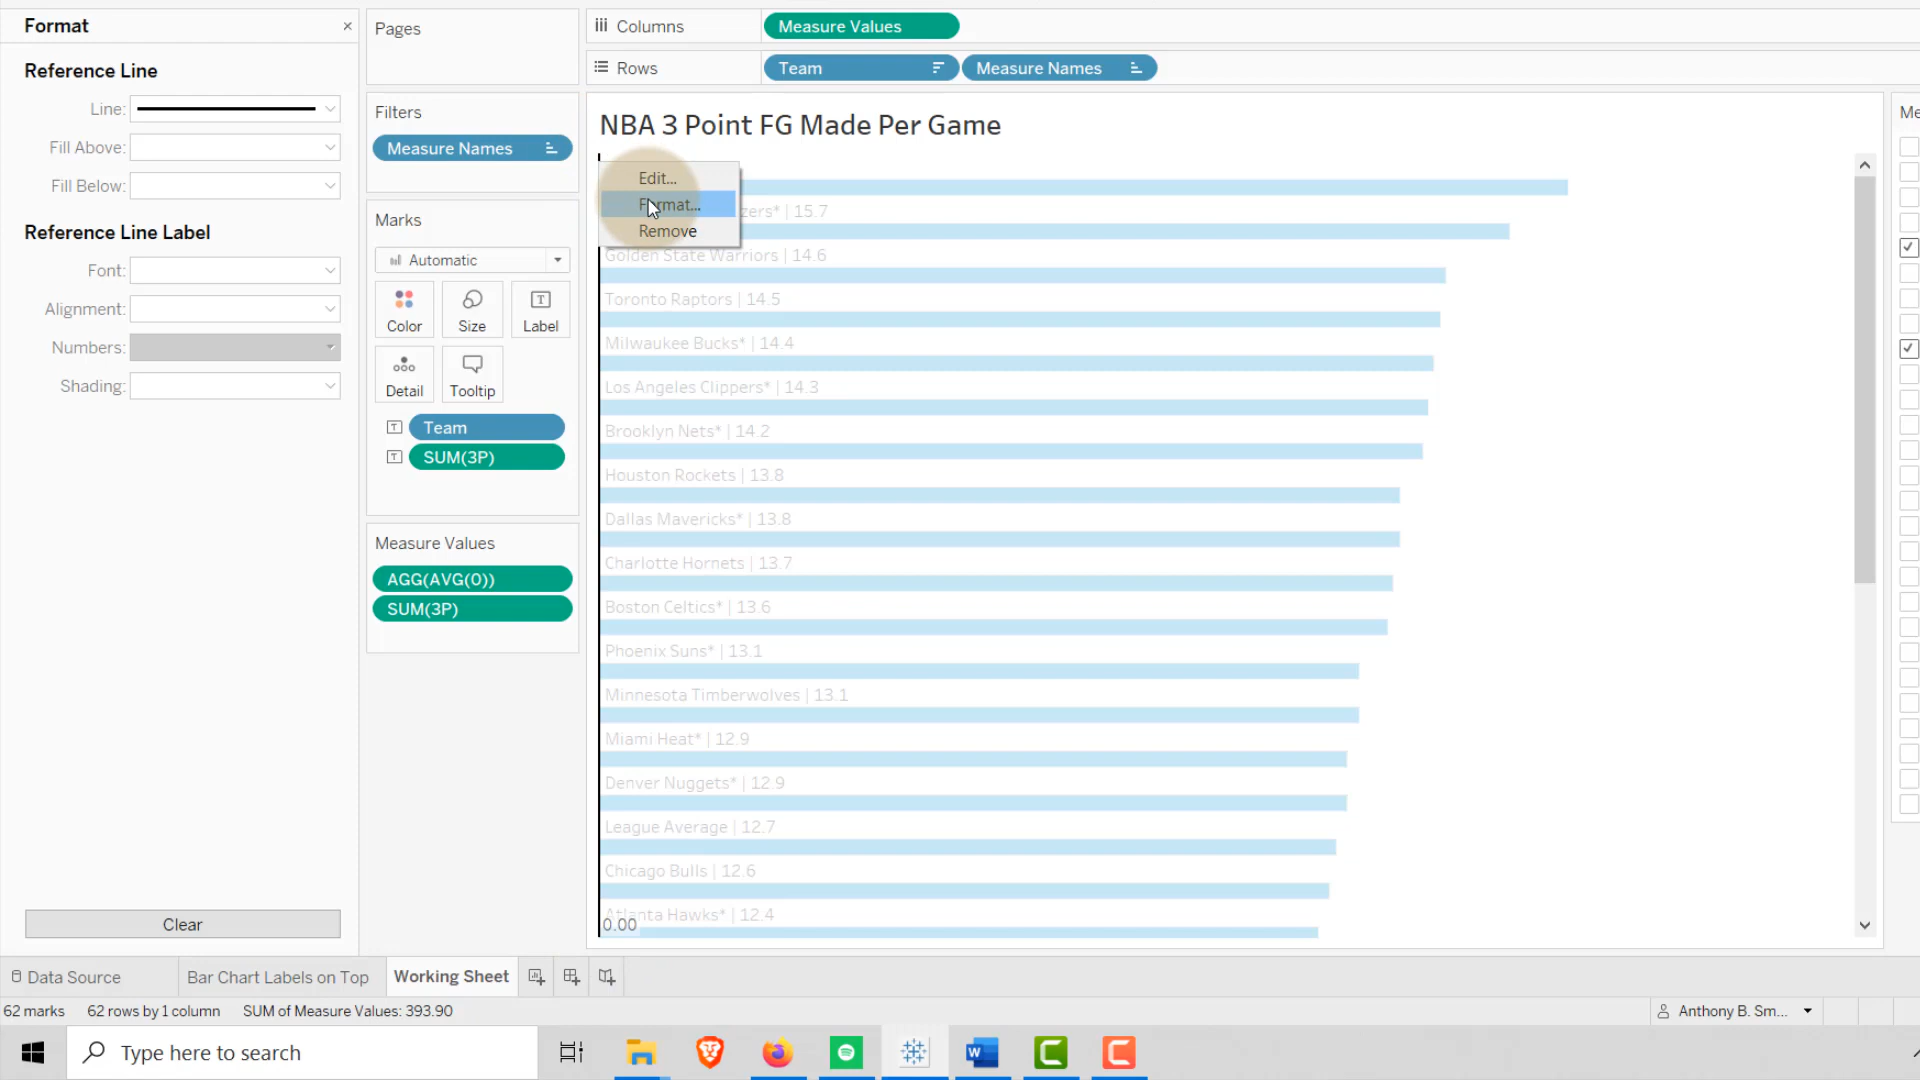 Format
Reference Line
Line:
Fill Above:
Fill Below:
Reference Line Label
Font:
Alignment:
Numbers:
Shading:
Clear
Pages
Filters
Measure Names
Marks
Automatic
Color
Size
Label
Detail
Tooltip
Team
SUM(3P)
Measure Values
AGG(AVG(0))
SUM(3P)
Columns
Measure Values
Rows
Team
Measure Names
NBA 3 Point FG Made Per Game
Edit...
Format...
Remove
15.7
Golden State Warriors | 14.6
Toronto Raptors | 14.5
Milwaukee Bucks* | 14.4
Los Angeles Clippers* | 14.3
Brooklyn Nets* | 14.2
Houston Rockets | 13.8
Dallas Mavericks* | 13.8
Charlotte Hornets | 13.7
Boston Celtics* | 13.6
Phoenix Suns* | 13.1
Minnesota Timberwolves | 13.1
Miami Heat* | 12.9
Denver Nuggets* | 12.9
League Average | 12.7
Chicago Bulls | 12.6
Atlanta Hawks* | 12.4
0.00
Data Source
Bar Chart Labels on Top
Working Sheet
62 marks
62 rows by 1 column
SUM of Measure Values: 393.90
Anthony B. Sm...
Type here to search